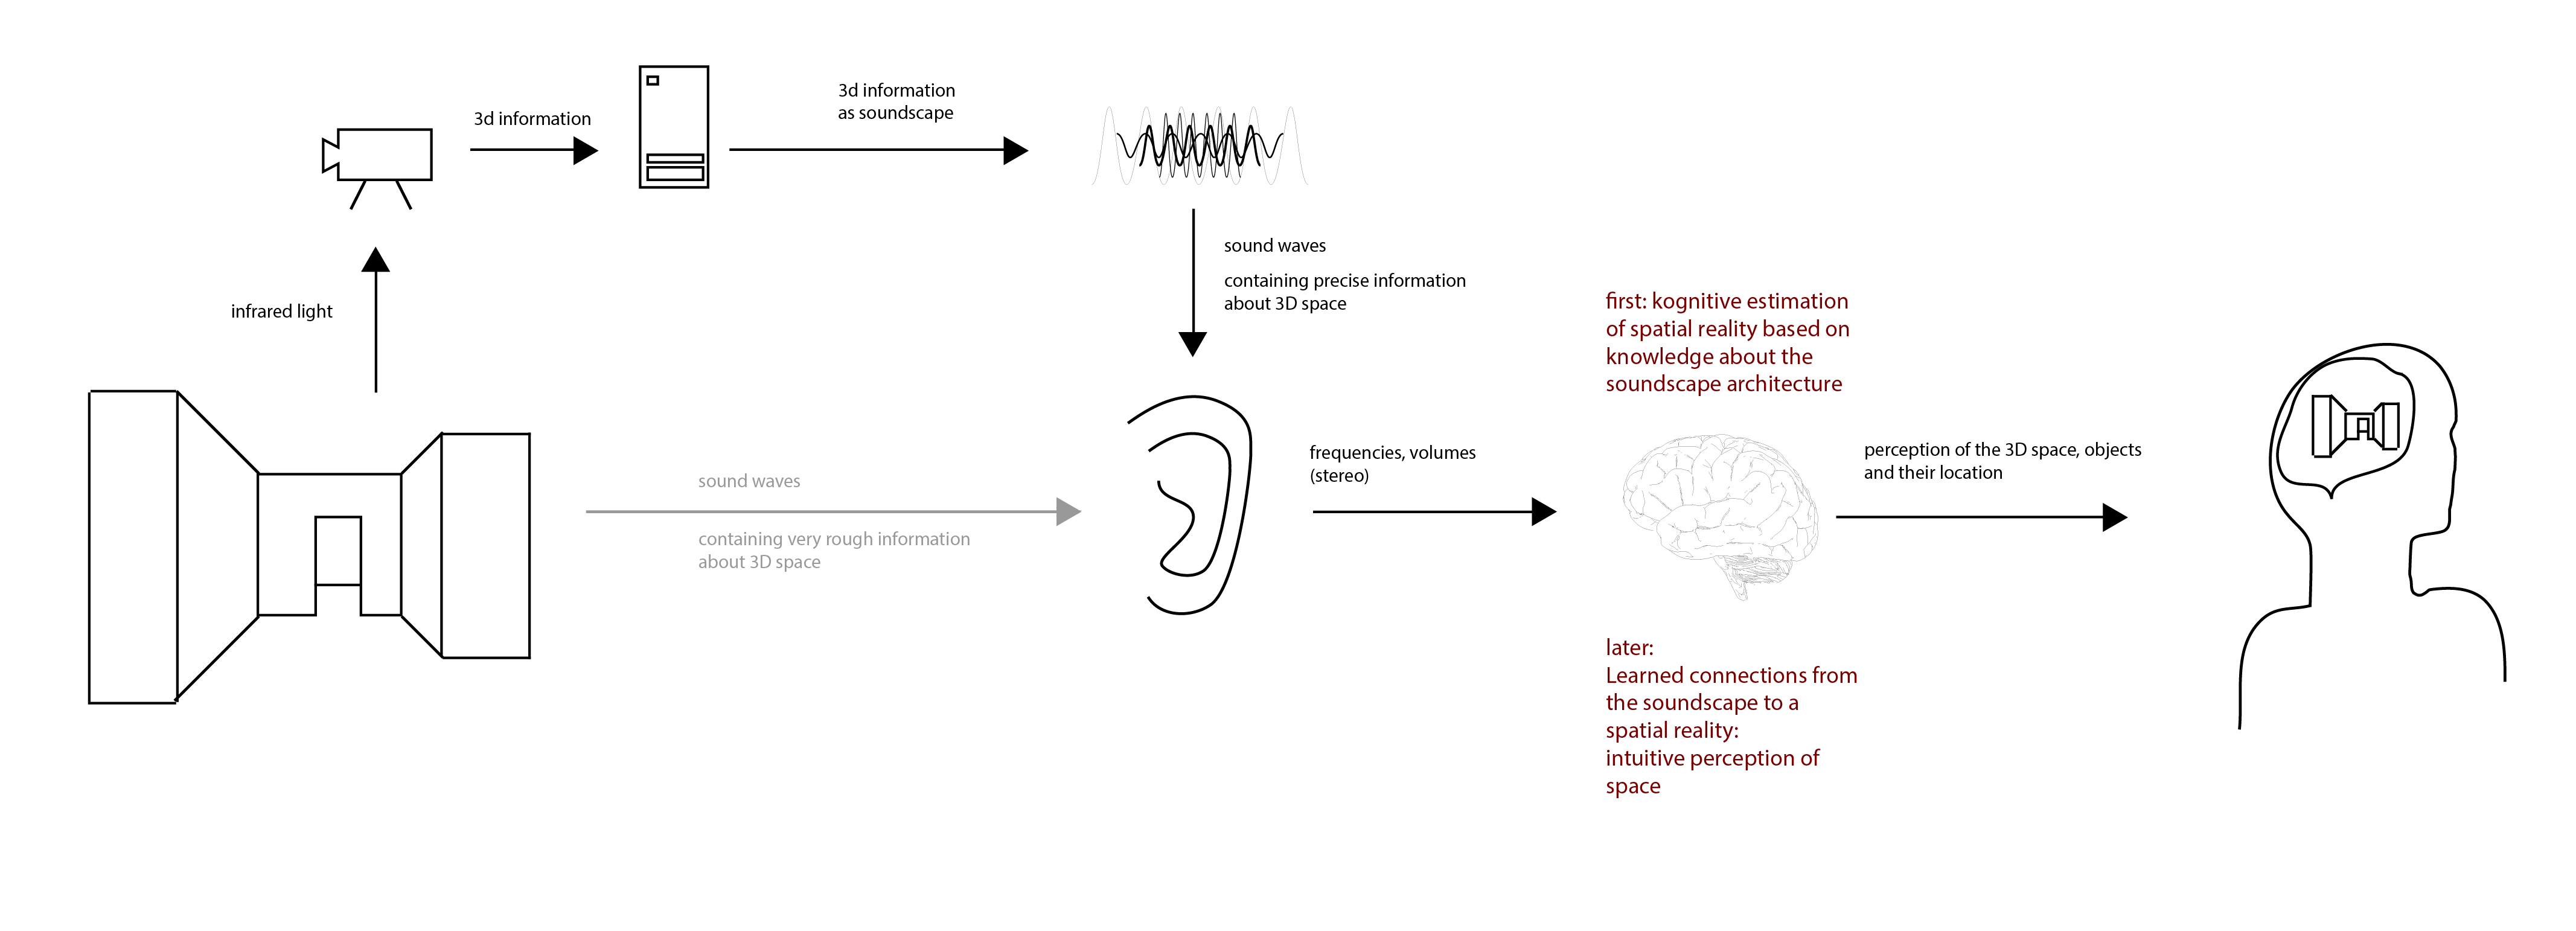 3d information
3d information
as soundscape
infrared light
sound waves
containing precise information
about 3D space
sound waves
containing very rough information
about 3D space
frequencies, volumes
(stereo)
first: kognitive estimation
of spatial reality based on
knowledge about the
soundscape architecture
later:
Learned connections from
the soundscape to a
spatial reality:
intuitive perception of
space
perception of the 3D space, objects
and their location